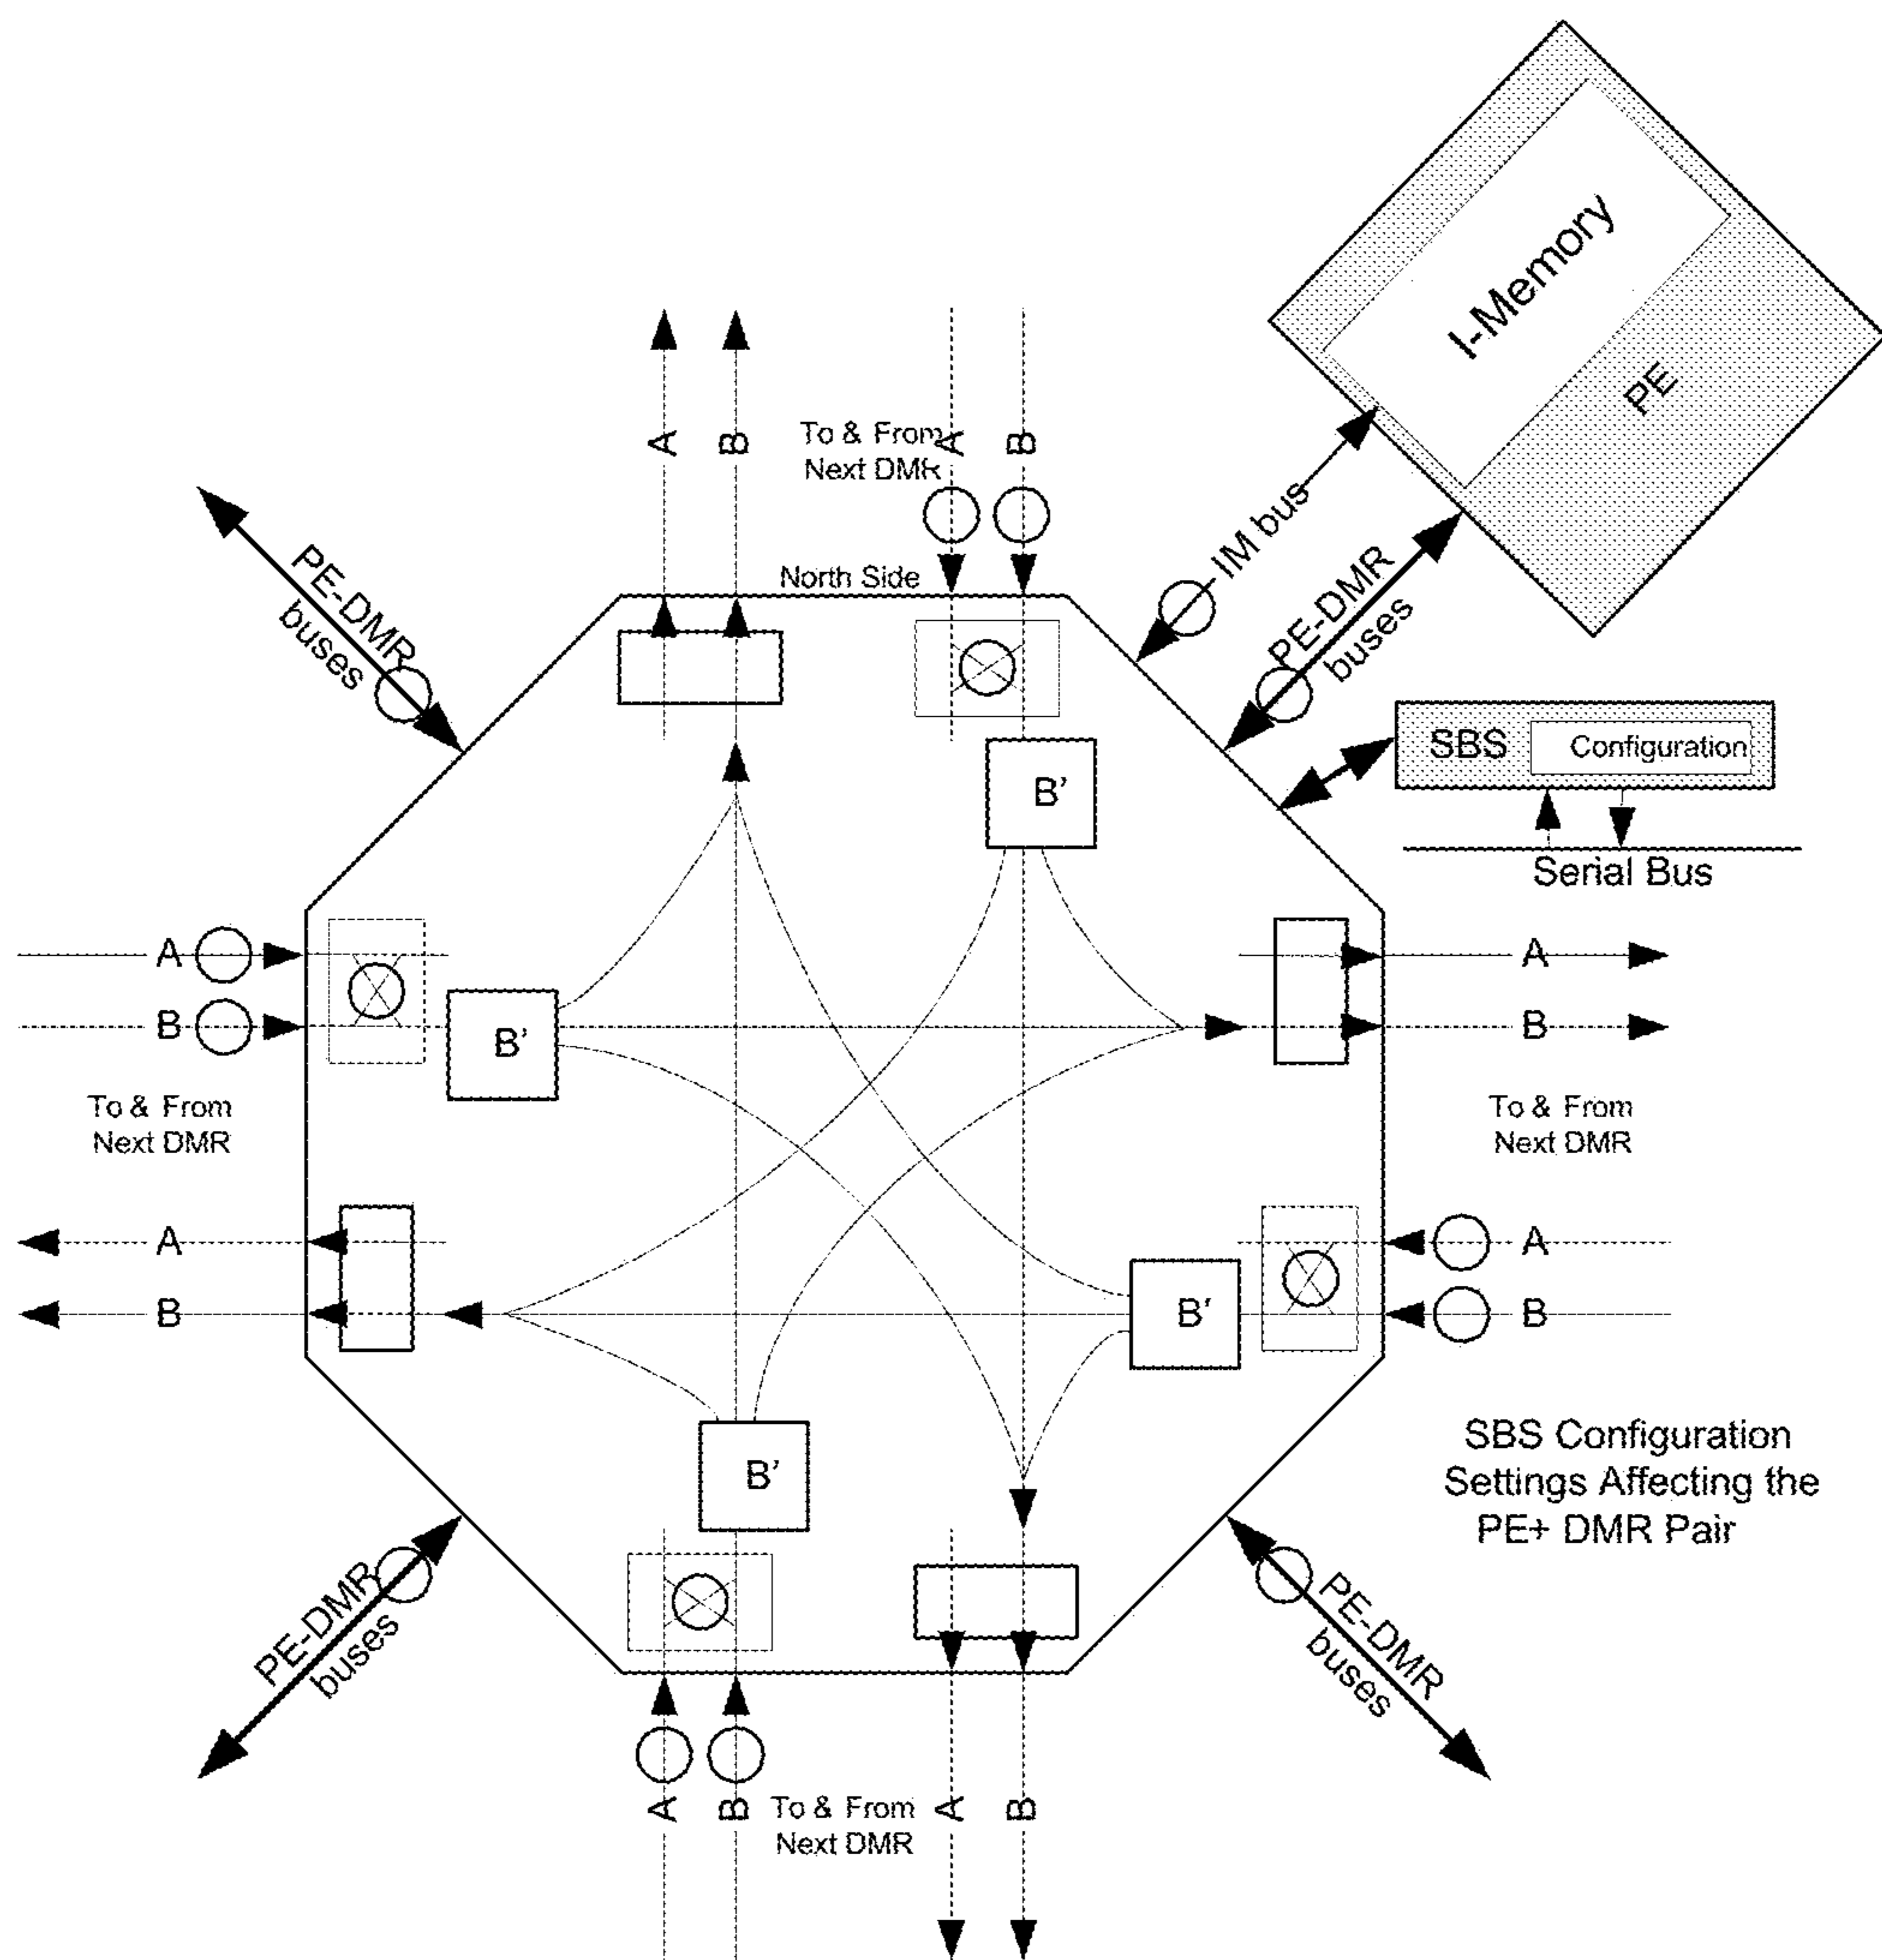 I-Memory
PE
A
B
To & From
Next DMR
A
B
IM bus
PE-DMR
buses
PE-DMR
buses
North Side
SBS
Configuration
Serial Bus
B'
A
B
B'
A
B
To & From
Next DMR
To & From
Next DMR
A
B
A
B
B'
B'
SBS Configuration
Settings Affecting the
PE+ DMR Pair
PE-DMR
buses
PE-DMR
buses
A
B
To & From
Next DMR
A
B